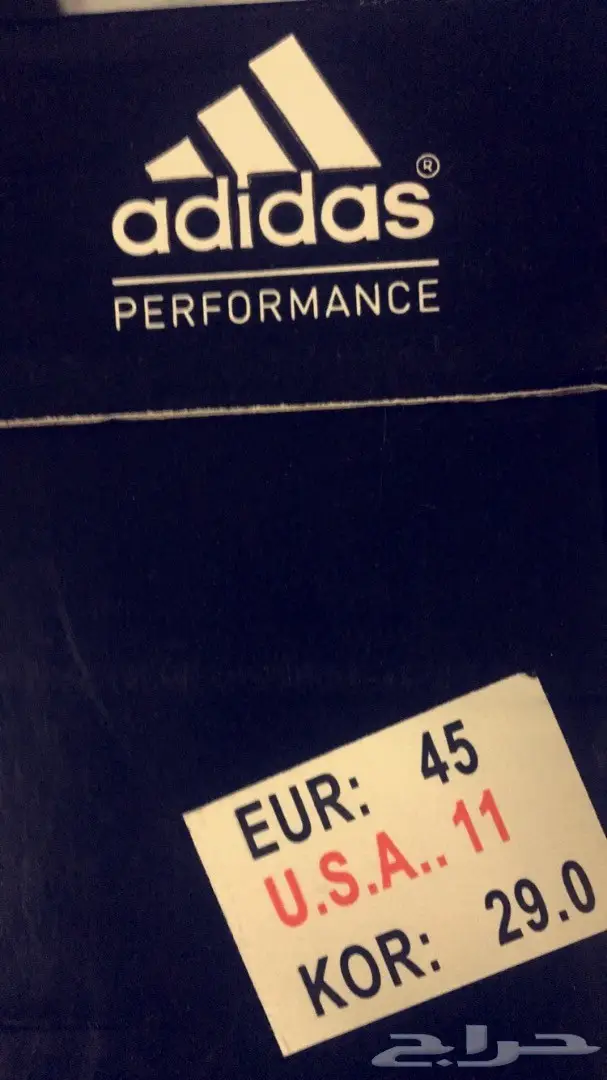 adidas®
PERFORMANCE
EUR: 45
U.S.A.. 11
KOR: 29.0
حراج